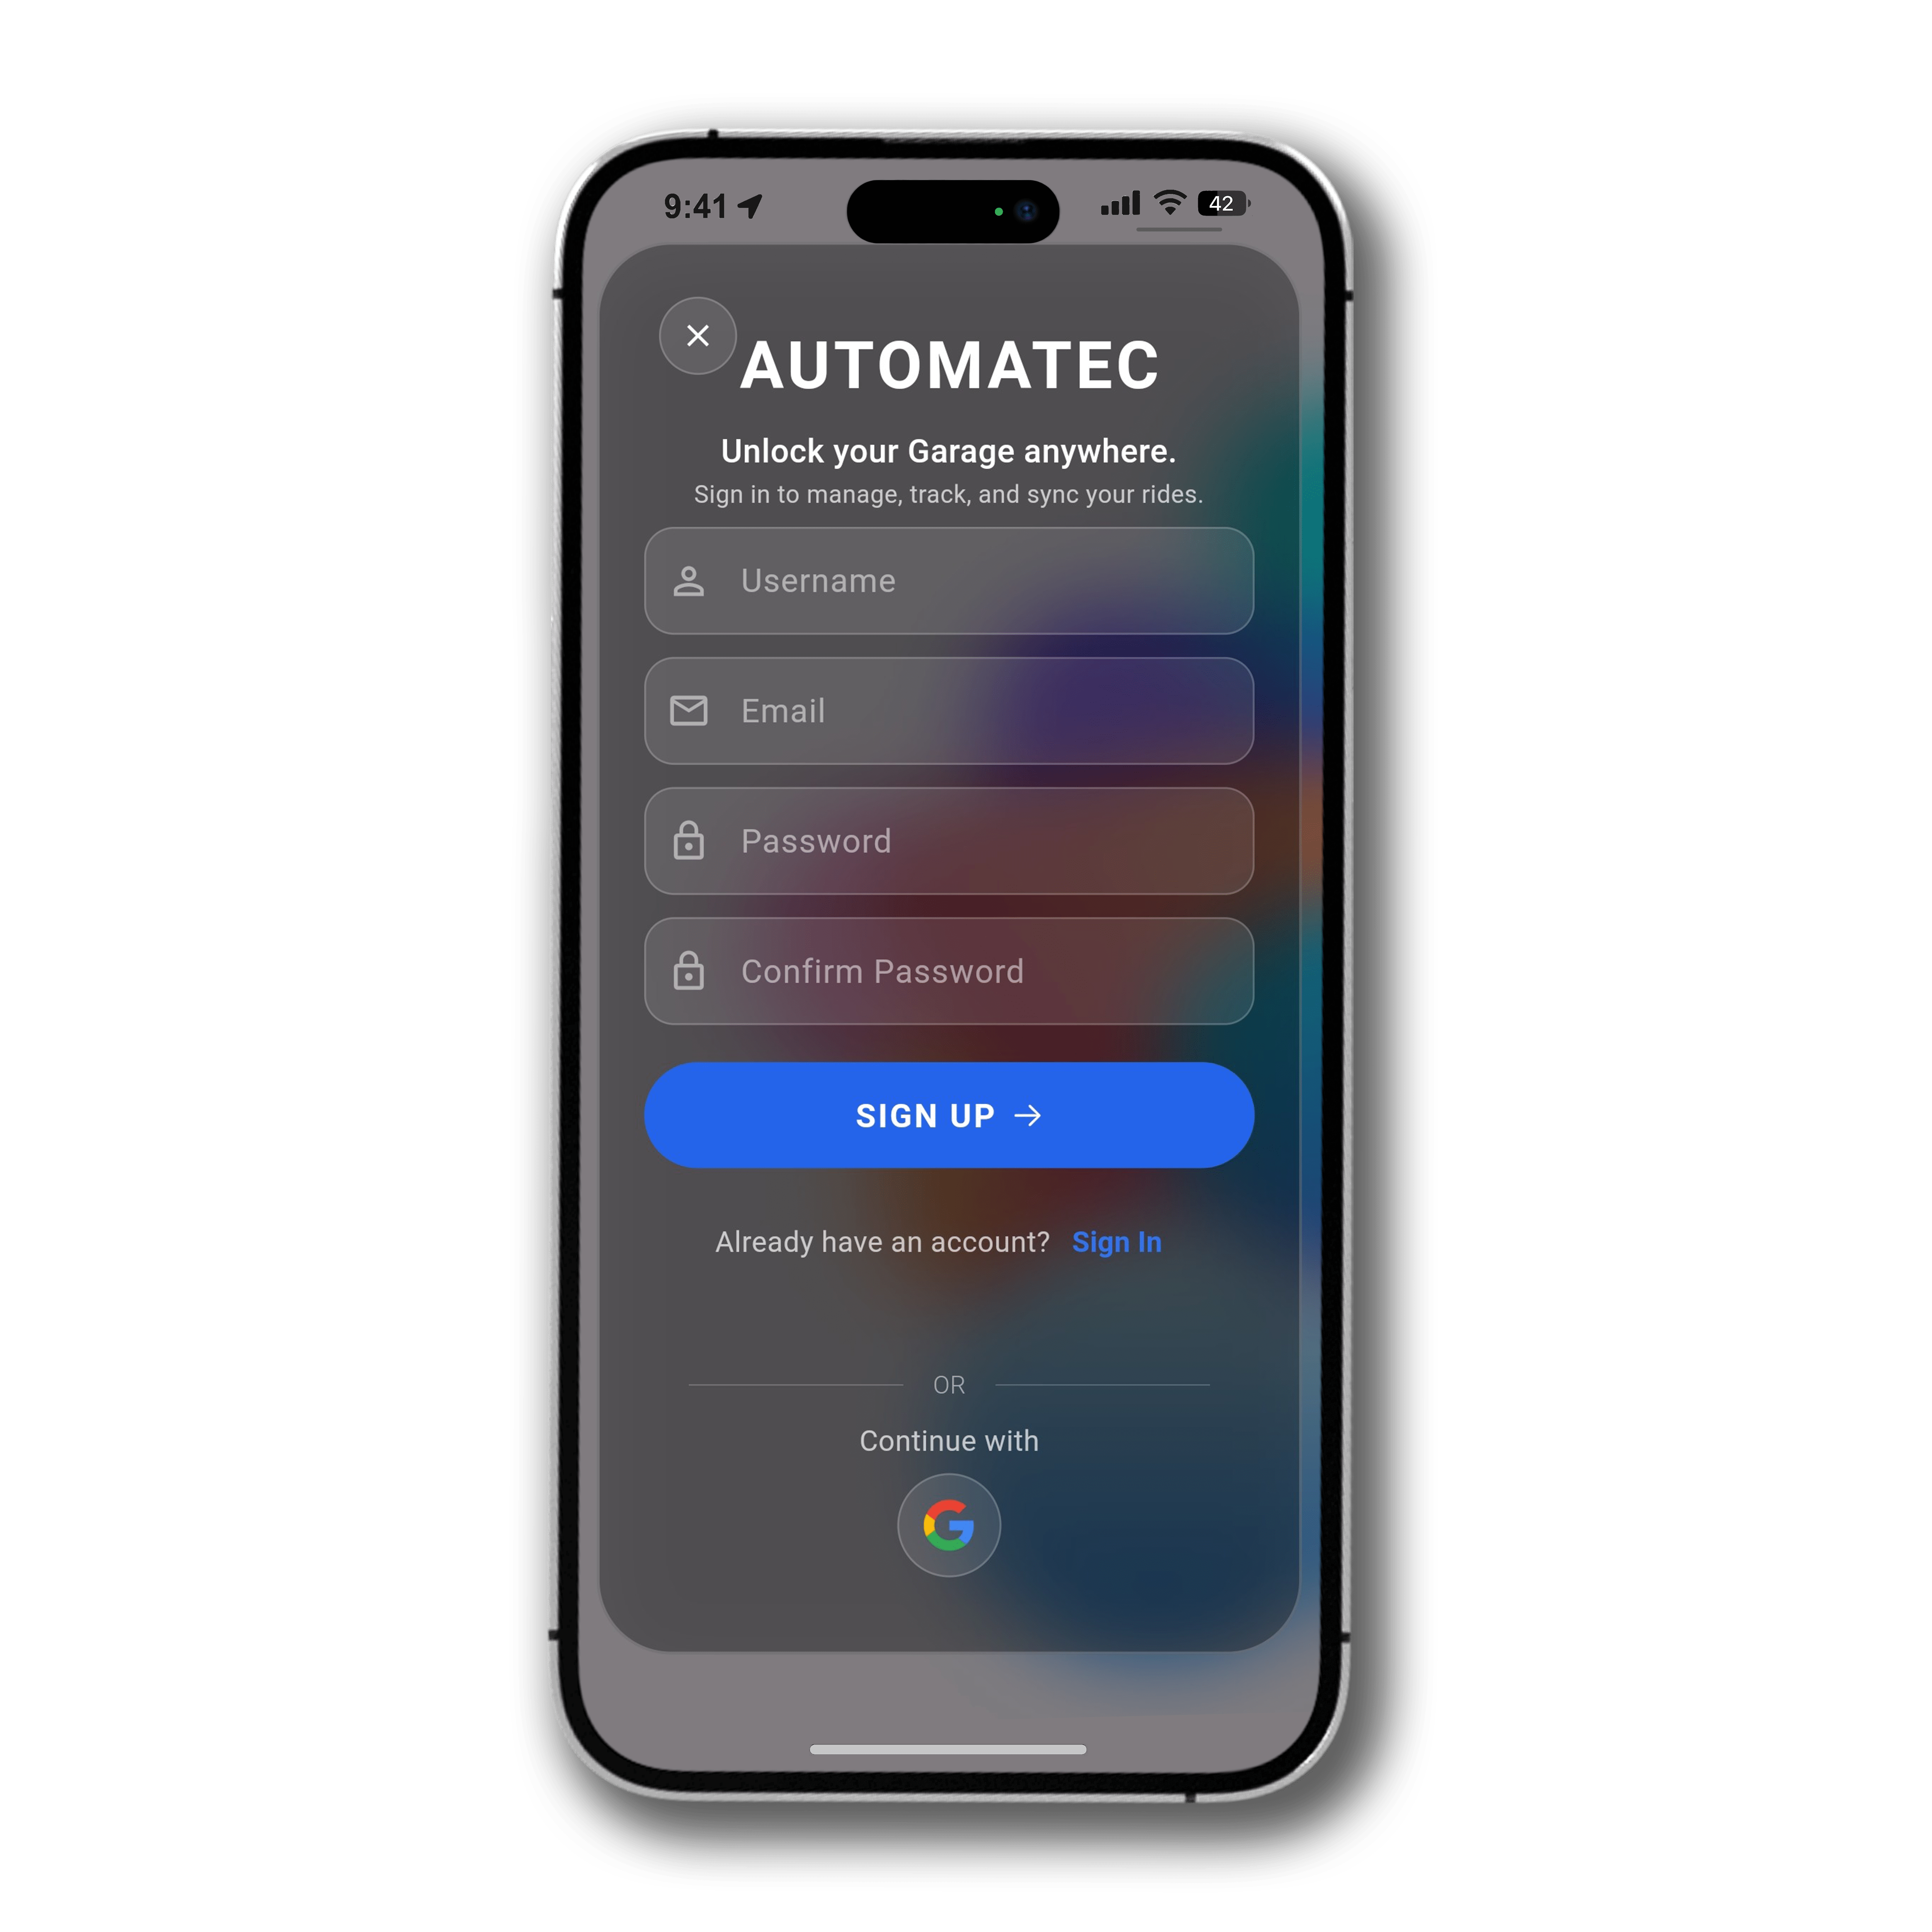 9:41
42
AUTOMATEC
Unlock your Garage anywhere.
Sign in to manage, track, and sync your rides.
Username
Email
Password
Confirm Password
SIGN UP →
Already have an account? Sign In
OR
Continue with
G